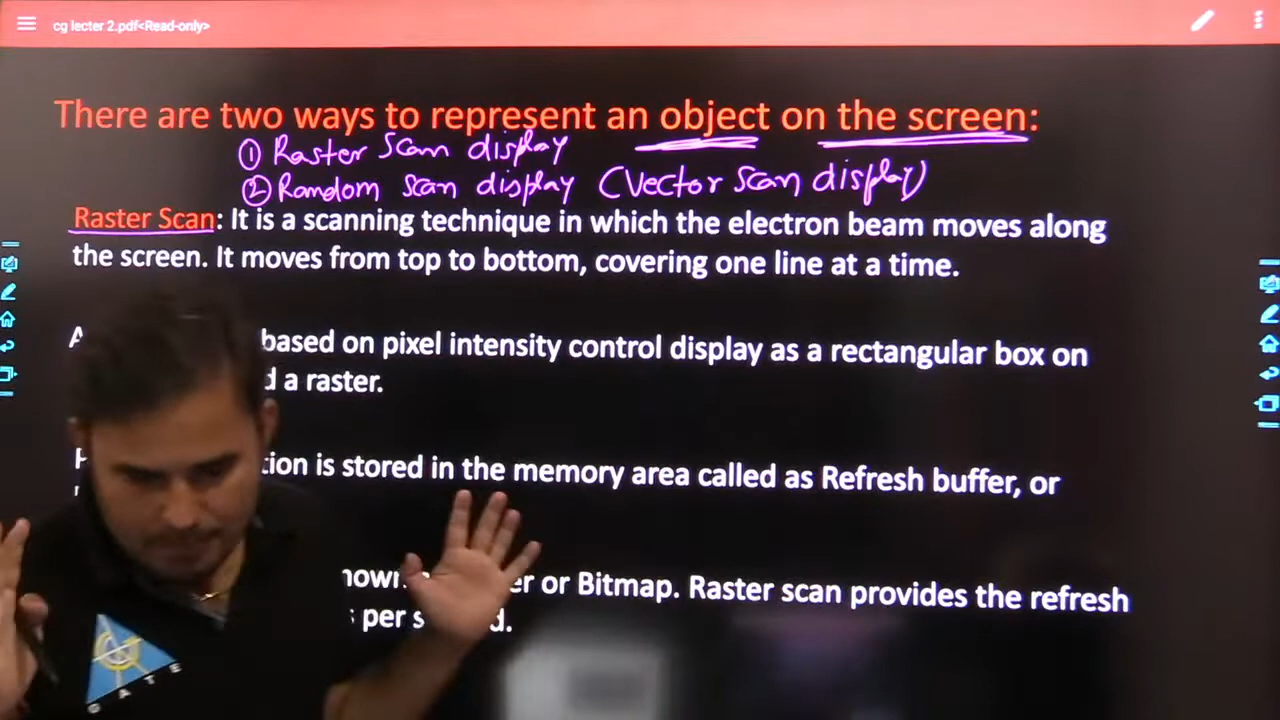 cg lecter 2.pdf<Read-only>
There are two ways to represent an object on the screen:
① Raster Scan display
② Random scan display (Vector scan display)
Raster Scan: It is a scanning technique in which the electron beam moves along
the screen. It moves from top to bottom, covering one line at a time.
based on pixel intensity control display as a rectangular box on
a raster.
is stored in the memory area called as Refresh buffer, or
or Bitmap. Raster scan provides the refresh
per
GATE